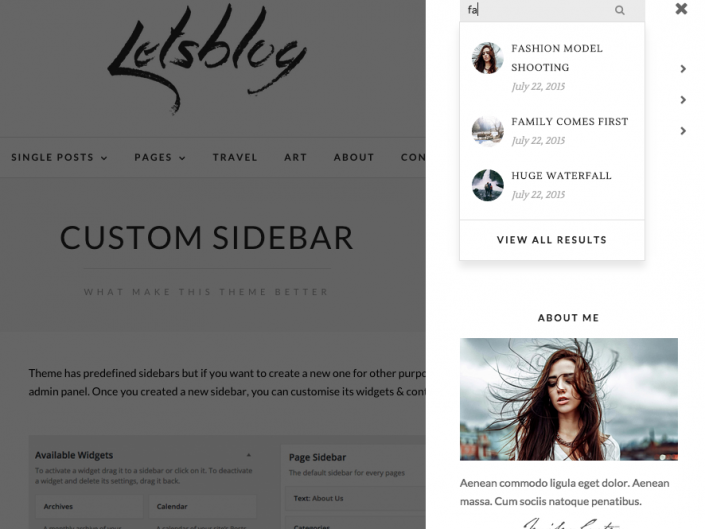 Letsblog
SINGLE POSTS PAGES TRAVEL ART ABOUT CON
CUSTOM SIDEBAR
WHAT MAKE THIS THEME BETTER
Theme has predefined sidebars but if you want to create a new one for other purpo
admin panel. Once you created a new sidebar, you can customise its widgets & cont
Available Widgets
To activate a widget drag it to a sidebar or click on it. To deactivate
a widget and delete its settings, drag it back.
Archives Calendar
Page Sidebar
The default sidebar for every pages
Text: About Us
Categories
fa
FASHION MODEL
SHOOTING
July 22, 2015
FAMILY COMES FIRST
July 22, 2015
HUGE WATERFALL
July 22, 2015
VIEW ALL RESULTS
ABOUT ME
Aenean commodo ligula eget dolor. Aenean
massa. Cum sociis natoque penatibus.